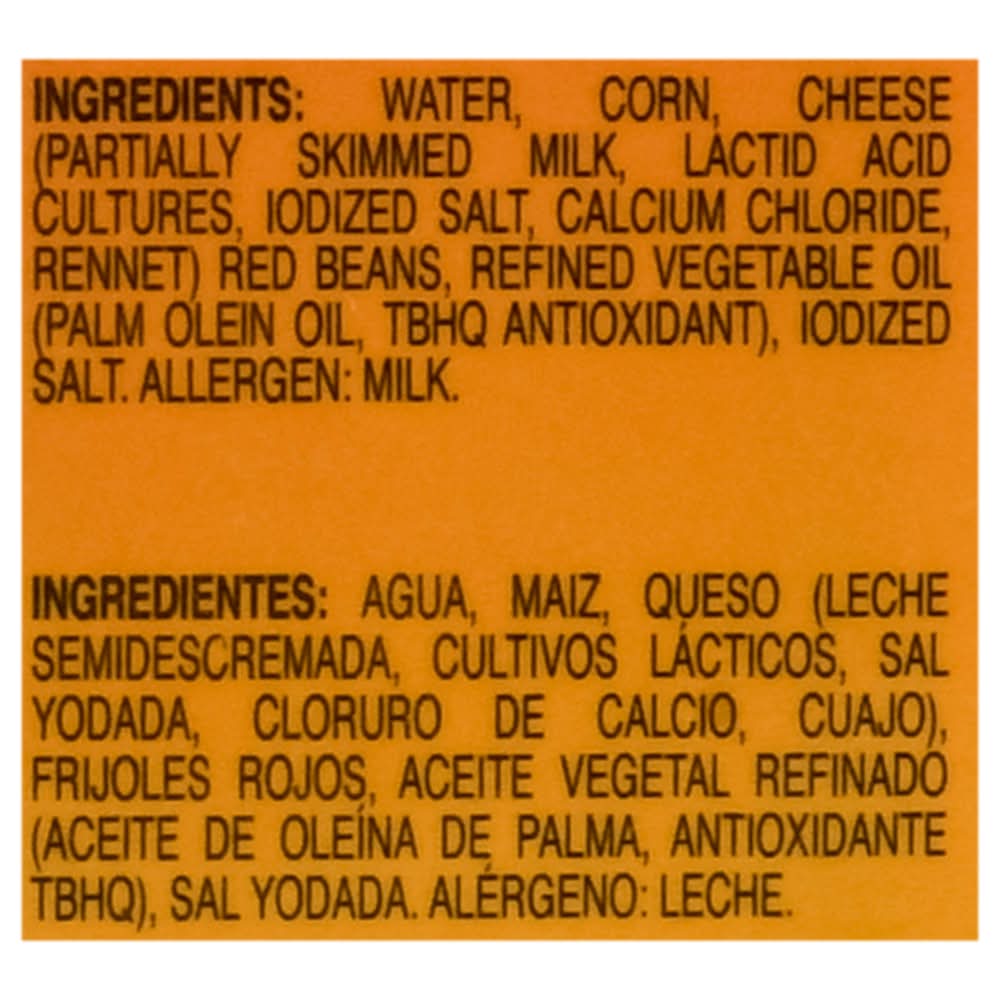 INGREDIENTS: WATER, CORN, CHEESE
(PARTIALLY SKIMMED MILK, LACTID ACID
CULTURES, IODIZED SALT, CALCIUM CHLORIDE,
RENNET) RED BEANS, REFINED VEGETABLE OIL
(PALM OLEIN OIL, TBHQ ANTIOXIDANT), IODIZED
SALT. ALLERGEN: MILK.
INGREDIENTES: AGUA, MAIZ, QUESO (LECHE
SEMIDESCREMADA, CULTIVOS LÁCTICOS, SAL
YODADA, CLORURO DE CALCIO, CUAJO),
FRIJOLES ROJOS, ACEITE VEGETAL REFINADO
(ACEITE DE OLEÍNA DE PALMA, ANTIOXIDANTE
TBHQ), SAL YODADA. ALÉRGENO: LECHE.